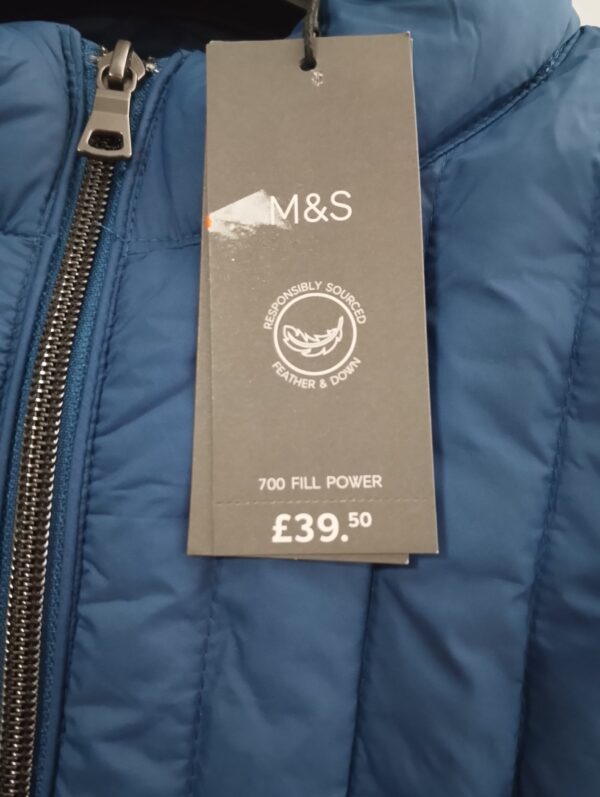 M&S
RESPONSIBLY SOURCED
FEATHER & DOWN
700 FILL POWER
£39.50